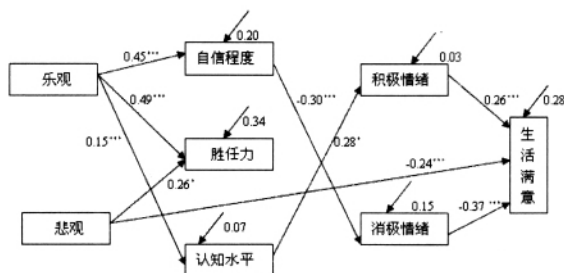 0.20
0.03
0.45***
自信程度
积极情绪
0.26***
0.28
乐观
-0.30***
0.49***
0.34
生活满意
0.15***
胜任力
0.28*
-0.24***
0.26*
悲观
0.07
0.15
-0.37***
消极情绪
认知水平